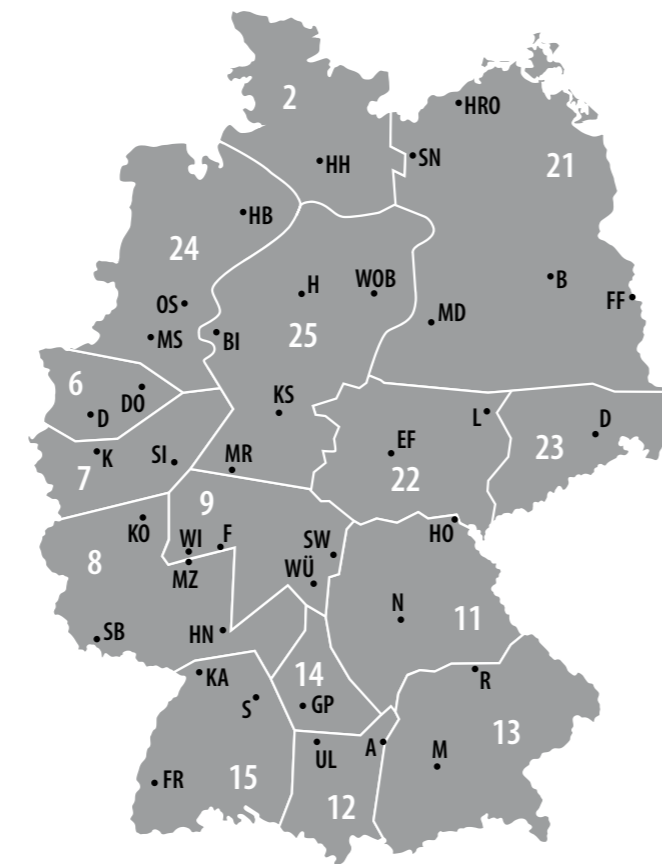 2
HRO
SN
21
HH
HB
24
H
WOB
B
OS
FF
MD
25
MS
BI
6
DO
KS
D
L
D
K
EF
23
SI
MR
22
7
9
KO
F
HO
WI
SW
8
MZ
WÜ
N
11
SB
HN
14
KA
R
S
GP
13
A
M
UL
FR
15
12